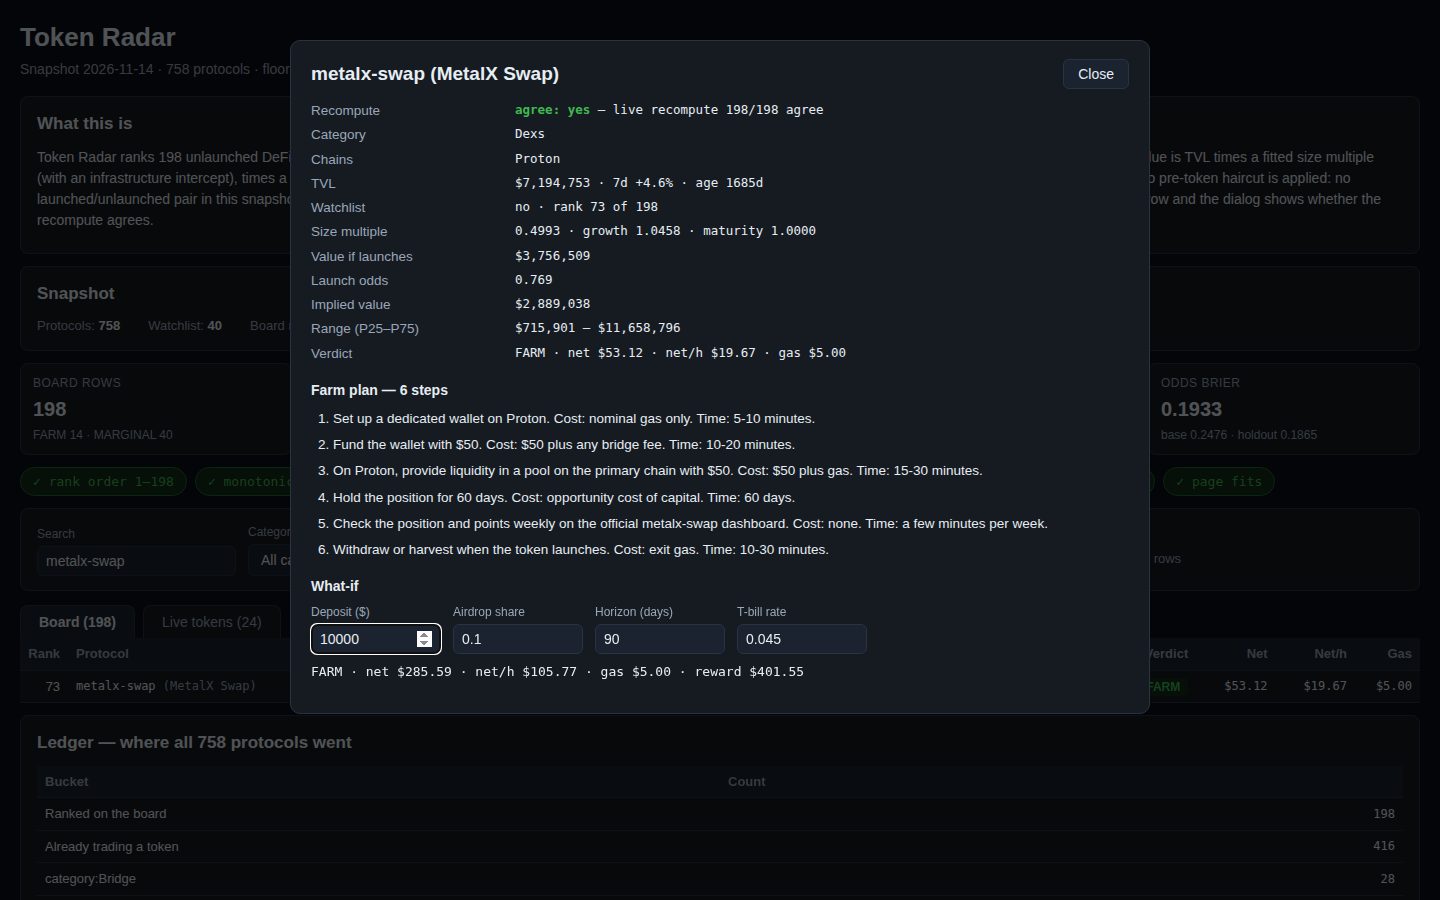 Token Radar
Snapshot 2026-11-14 · 758 protocols · floor
What this is
Token Radar ranks 198 unlaunched DeFi
(with an infrastructure intercept), times a
launched/unlaunched pair in this snapsho
recompute agrees.
lue is TVL times a fitted size multiple
o pre-token haircut is applied: no
ow and the dialog shows whether the
Snapshot
Protocols: 758 Watchlist: 40 Board
BOARD ROWS
198
FARM 14 · MARGINAL 40
ODDS BRIER
0.1933
base 0.2476 · holdout 0.1865
✓ rank order 1–198 ✓ monotonic ✓ page fits
Search
metalx-swap
Categor
All ca
rows
Board (198) Live tokens (24)
Rank Protocol Verdict Net Net/h Gas
73 metalx-swap (MetalX Swap) FARM $53.12 $19.67 $5.00
Ledger — where all 758 protocols went
Bucket Count
Ranked on the board 198
Already trading a token 416
category:Bridge 28
metalx-swap (MetalX Swap) Close
Recompute agree: yes — live recompute 198/198 agree
Category Dexs
Chains Proton
TVL $7,194,753 · 7d +4.6% · age 1685d
Watchlist no · rank 73 of 198
Size multiple 0.4993 · growth 1.0458 · maturity 1.0000
Value if launches $3,756,509
Launch odds 0.769
Implied value $2,889,038
Range (P25–P75) $715,901 – $11,658,796
Verdict FARM · net $53.12 · net/h $19.67 · gas $5.00
Farm plan — 6 steps
1. Set up a dedicated wallet on Proton. Cost: nominal gas only. Time: 5-10 minutes.
2. Fund the wallet with $50. Cost: $50 plus any bridge fee. Time: 10-20 minutes.
3. On Proton, provide liquidity in a pool on the primary chain with $50. Cost: $50 plus gas. Time: 15-30 minutes.
4. Hold the position for 60 days. Cost: opportunity cost of capital. Time: 60 days.
5. Check the position and points weekly on the official metalx-swap dashboard. Cost: none. Time: a few minutes per week.
6. Withdraw or harvest when the token launches. Cost: exit gas. Time: 10-30 minutes.
What-if
Deposit ($) Airdrop share Horizon (days) T-bill rate
10000 0.1 90 0.045
FARM · net $285.59 · net/h $105.77 · gas $5.00 · reward $401.55